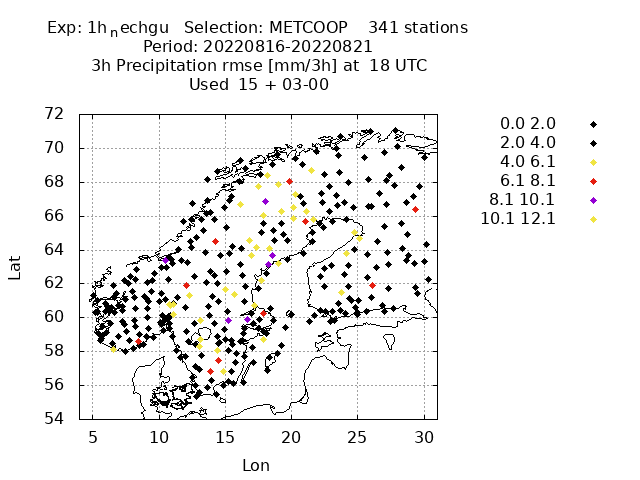 Exp: 1h n echgu Selection: METCOOP 341 stations
Period: 20220816-20220821
3h Precipitation rmse [mm/3h] at 18 UTC
Used 15 + 03-00
72
70
68
66
64
62
60
58
56
54
Lat
5 10 15 20 25 30
Lon
0.0 2.0
2.0 4.0
4.0 6.1
6.1 8.1
8.1 10.1
10.1 12.1